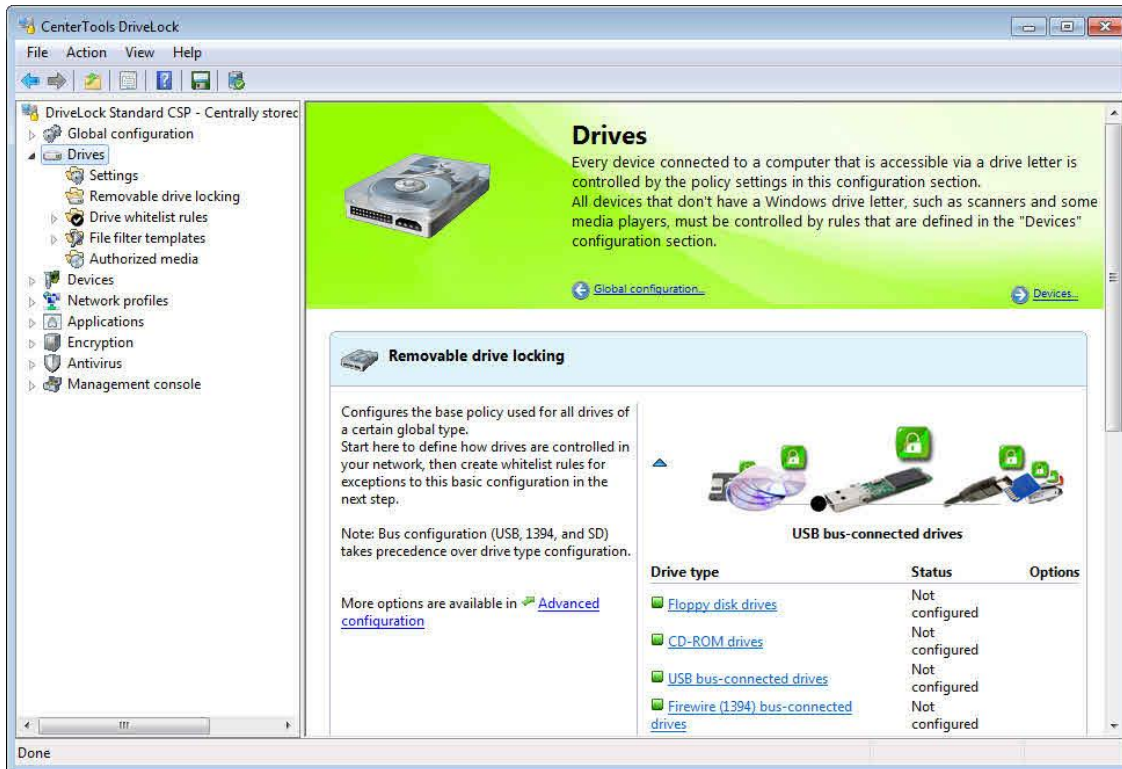 CenterTools DriveLock
File Action View Help
DriveLock Standard CSP - Centrally stored
Global configuration
Drives
Settings
Removable drive locking
Drive whitelist rules
File filter templates
Authorized media
Devices
Network profiles
Applications
Encryption
Antivirus
Management console
Drives
Every device connected to a computer that is accessible via a drive letter is
controlled by the policy settings in this configuration section.
All devices that don't have a Windows drive letter, such as scanners and some
media players, must be controlled by rules that are defined in the "Devices"
configuration section.
Global configuration...
Devices...
Removable drive locking
Configures the base policy used for all drives of
a certain global type.
Start here to define how drives are controlled in
your network, then create whitelist rules for
exceptions to this basic configuration in the
next step.
Note: Bus configuration (USB, 1394, and SD)
takes precedence over drive type configuration.
More options are available in Advanced
configuration
USB bus-connected drives
Drive type Status Options
Floppy disk drives Not
configured
CD-ROM drives Not
configured
USB bus-connected drives Not
configured
Firewire (1394) bus-connected Not
drives configured
Done